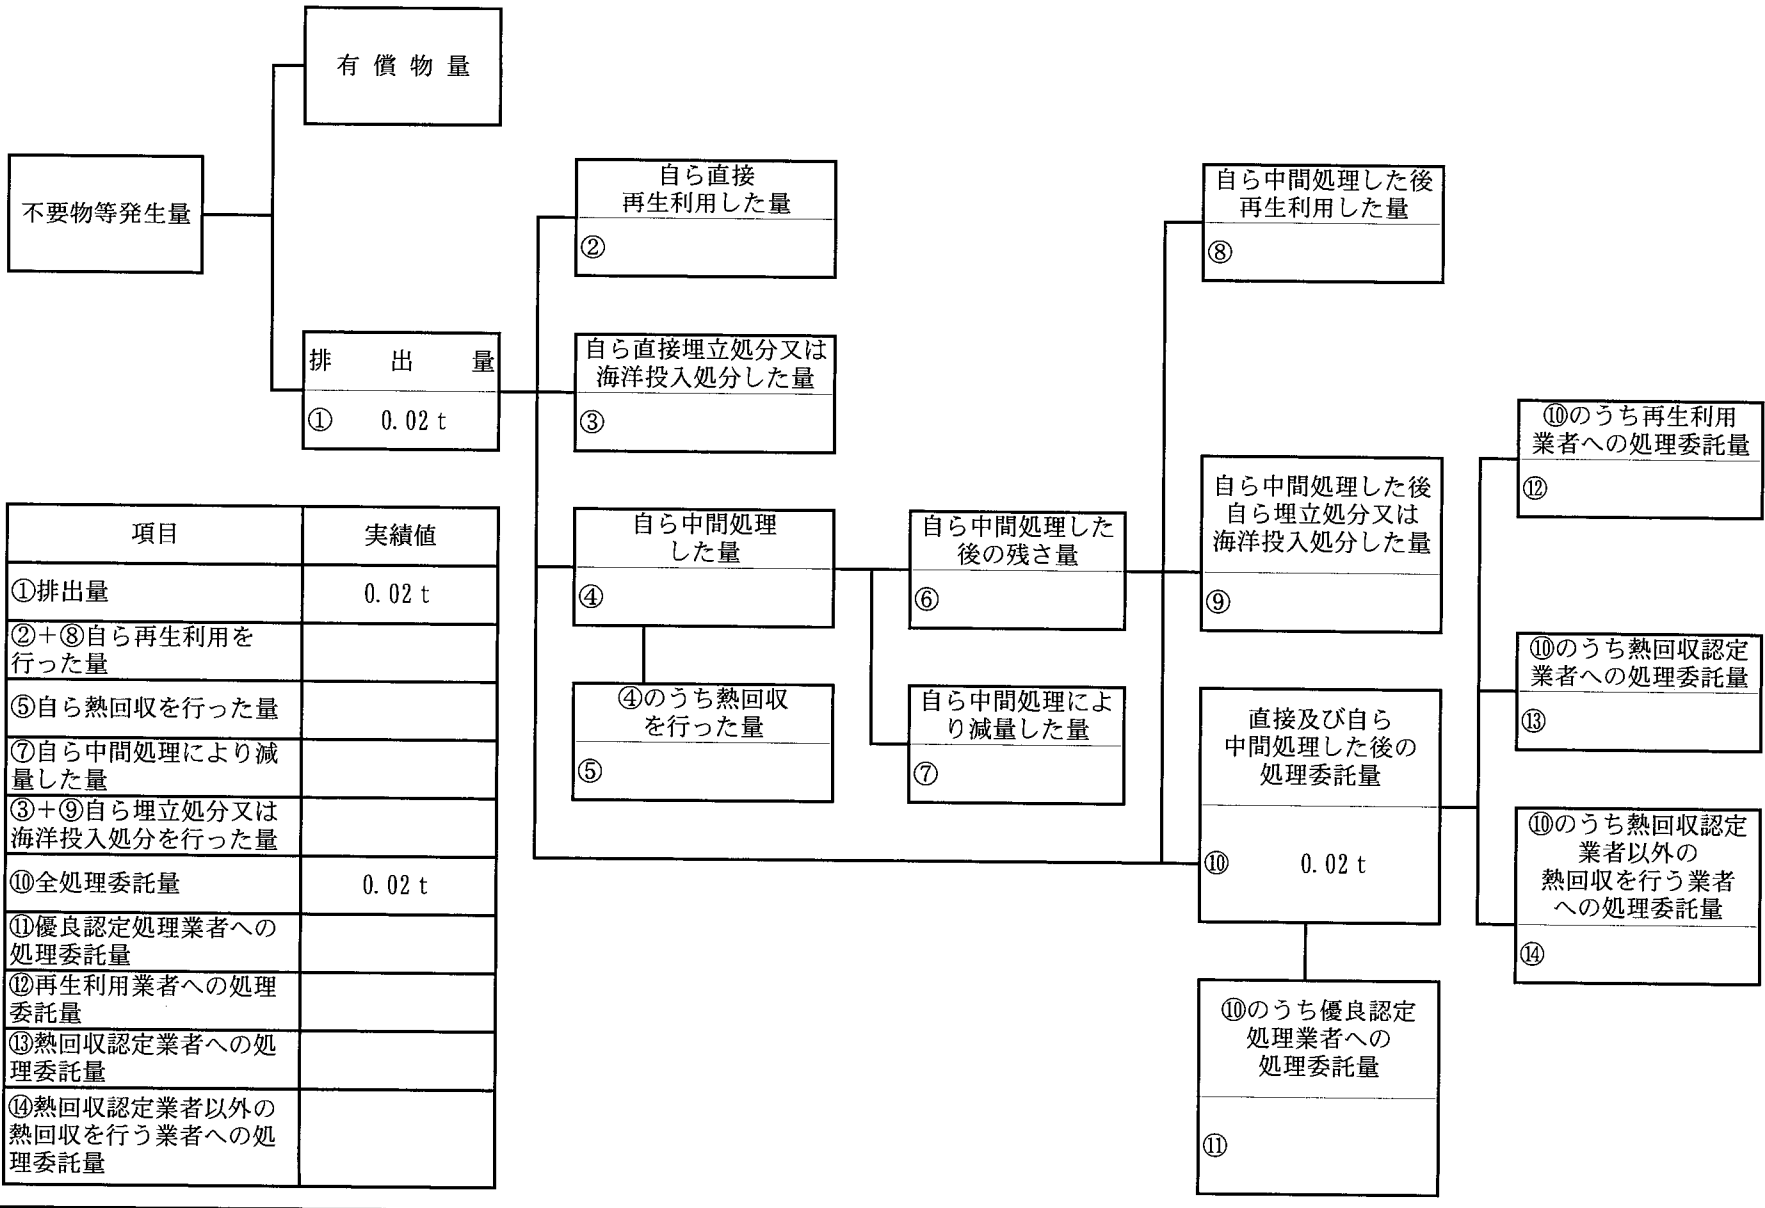 有償物量
不要物等発生量
排出量
① 0.02 t
自ら直接
再生利用した量
②
自ら直接埋立処分又は
海洋投入処分した量
③
自ら中間処理
した量
④
④のうち熱回収
を行った量
⑤
自ら中間処理した
後の残さ量
⑥
自ら中間処理によ
り減量した量
⑦
自ら中間処理した後
再生利用した量
⑧
自ら中間処理した後
自ら埋立処分又は
海洋投入処分した量
⑨
直接及び自ら
中間処理した後の
処理委託量
⑩ 0.02 t
⑩のうち優良認定
処理業者への
処理委託量
⑪
⑩のうち再生利用
業者への処理委託量
⑫
⑩のうち熱回収認定
業者への処理委託量
⑬
⑩のうち熱回収認定
業者以外の
熱回収を行う業者
への処理委託量
⑭
項目 実績値
①排出量 0.02 t
②+⑧自ら再生利用を
行った量
⑤自ら熱回収を行った量
⑦自ら中間処理により減
量した量
③+⑨自ら埋立処分又は
海洋投入処分を行った量
⑩全処理委託量 0.02 t
⑪優良認定処理業者への
処理委託量
⑫再生利用業者への処理
委託量
⑬熱回収認定業者への処
理委託量
⑭熱回収認定業者以外の
熱回収を行う業者への処
理委託量